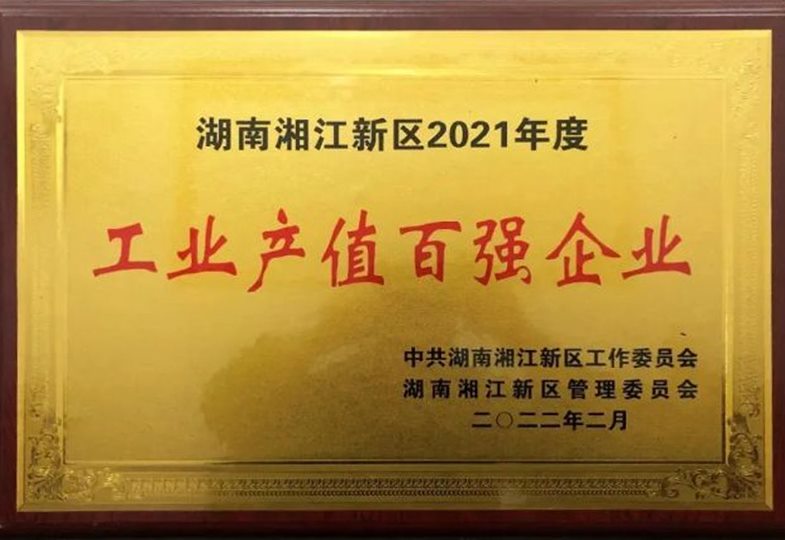 湖南湘江新区2021年度
工业产值百强企业
中共湖南湘江新区工作委员会
湖南湘江新区管理委员会
二〇二二年二月